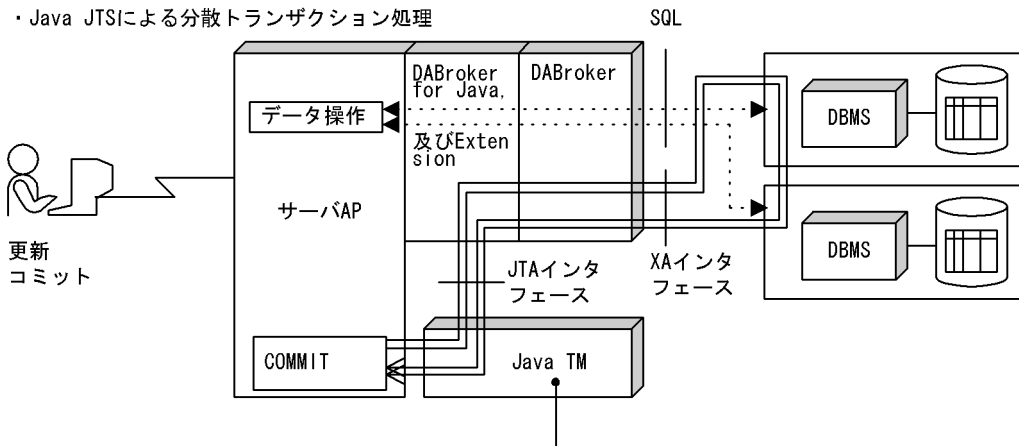 ・Java JTSによる分散トランザクション処理
SQL
DABroker
for Java,
及びExten
sion
DABroker
データ操作
サーバAP
更新
コミット
JTAインタ
フェース
XAインタ
フェース
COMMIT
Java TM
DBMS
DBMS